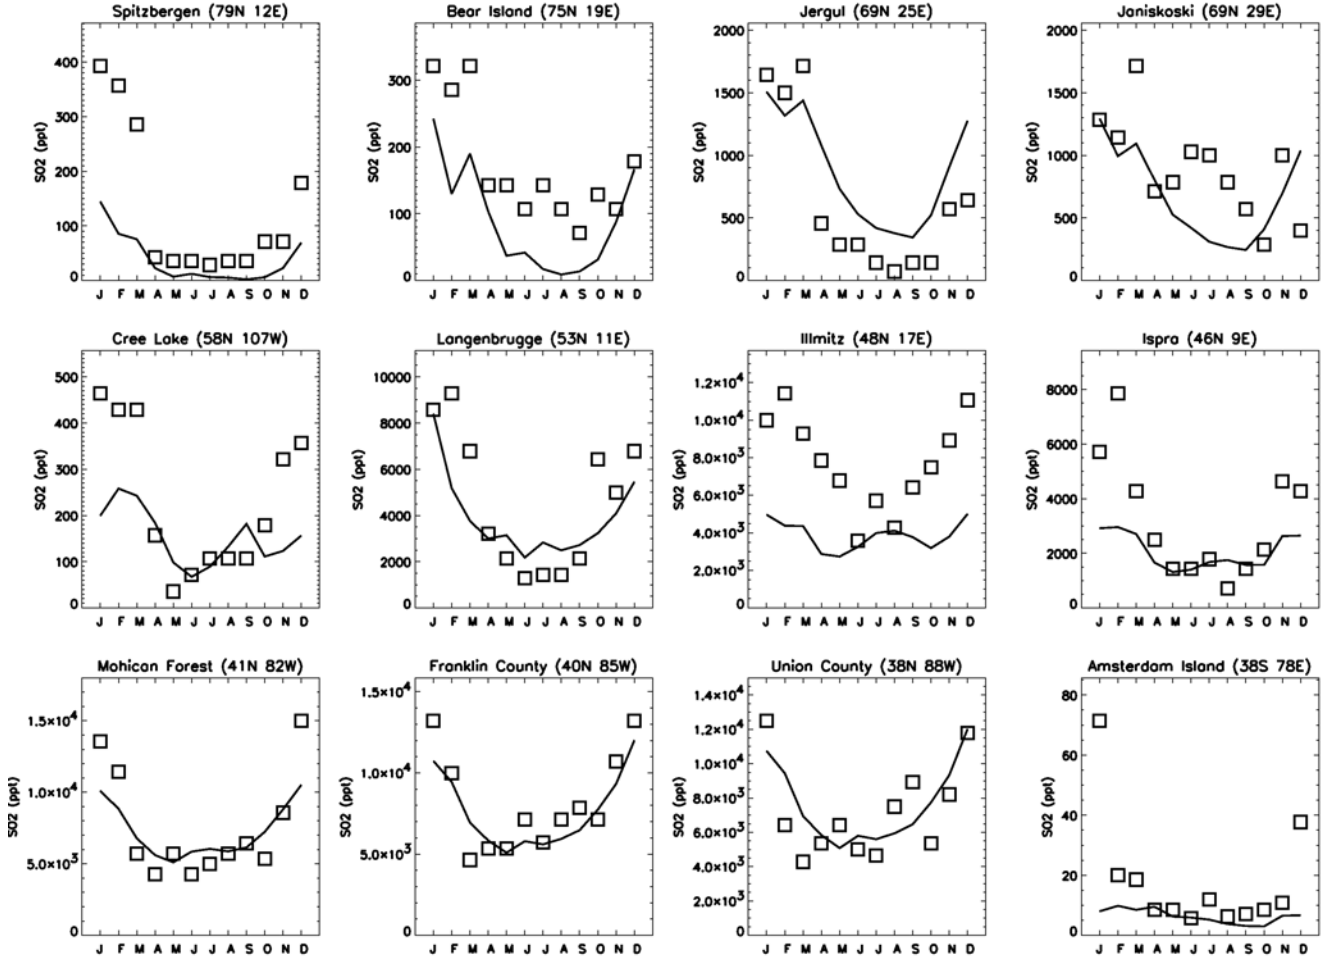 Spitzbergen (79N 12E)
SO2 (ppt)
400
300
200
100
0
J F M A M J J A S O N D
Bear Island (75N 19E)
SO2 (ppt)
300
200
100
0
J F M A M J J A S O N D
Jergul (69N 25E)
SO2 (ppt)
2000
1500
1000
500
0
J F M A M J J A S O N D
Janiskoski (69N 29E)
SO2 (ppt)
2000
1500
1000
500
0
J F M A M J J A S O N D
Cree Lake (58N 107W)
SO2 (ppt)
500
400
300
200
100
0
J F M A M J J A S O N D
Langenbrugge (53N 11E)
SO2 (ppt)
10000
8000
6000
4000
2000
0
J F M A M J J A S O N D
Illmitz (48N 17E)
SO2 (ppt)
1.2×10⁴
1.0×10⁴
8.0×10³
6.0×10³
4.0×10³
2.0×10³
0
J F M A M J J A S O N D
Ispra (46N 9E)
SO2 (ppt)
8000
6000
4000
2000
0
J F M A M J J A S O N D
Mohican Forest (41N 82W)
SO2 (ppt)
1.5×10⁴
1.0×10⁴
5.0×10³
0
J F M A M J J A S O N D
Franklin County (40N 85W)
SO2 (ppt)
1.5×10⁴
1.0×10⁴
5.0×10³
0
J F M A M J J A S O N D
Union County (38N 88W)
SO2 (ppt)
1.4×10⁴
1.2×10⁴
1.0×10⁴
8.0×10³
6.0×10³
4.0×10³
2.0×10³
0
J F M A M J J A S O N D
Amsterdam Island (38S 78E)
SO2 (ppt)
80
60
40
20
0
J F M A M J J A S O N D